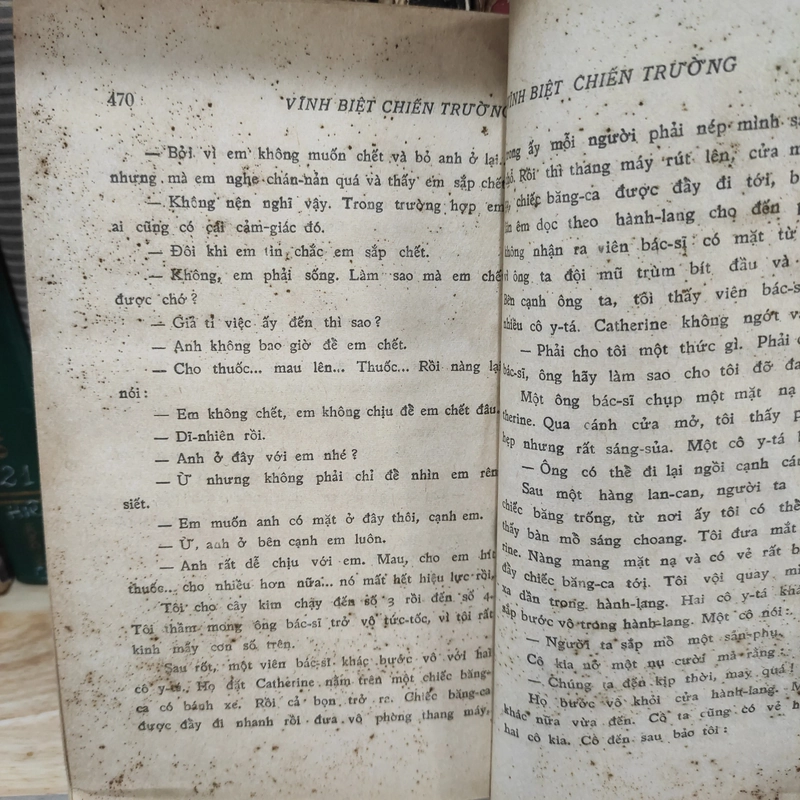 470
VĨNH BIỆT CHIẾN TRƯỜNG
— Bởi vì em không muốn chết và bỏ anh ở lại.
nhưng mà em nghe chán-nản quá và thấy em sắp chết
— Không nên nghĩ vậy. Trong trường hợp em,
ai cũng có cái cảm-giác đó.
— Đôi khi em tin chắc em sắp chết.
— Không, em phải sống. Làm sao mà em chết
được chớ?
— Giả tỉ việc ấy đến thì sao?
— Anh không bao giờ để em chết.
— Cho thuốc... mau lên... Thuốc... Rồi nàng lại
nói:
— Em không chết, em không chịu để em chết đâu.
— Dĩ-nhiên rồi.
— Anh ở đây với em nhé?
— Ừ nhưng không phải chỉ để nhìn em rên
siết.
— Em muốn anh có mặt ở đây thôi, cạnh em.
— Ừ, anh ở bên cạnh em luôn.
— Anh rất dễ chịu với em. Mau, cho em hít
thuốc... cho nhiều hơn nữa... nó mất hết hiệu lực rồi.
Tôi cho cây kim chạy đến số 3 rồi đến số 4.
Tôi thầm mong ông bác-sĩ trở vô tức-tốc, vì tôi rất
kinh mấy con số trên.
Sau rốt, một viên bác-sĩ khác bước vô với hai
cô y-tá. Họ đặt Catherine nằm trên một chiếc băng-
ca có bánh xe. Rồi cả bọn trở ra. Chiếc băng-ca
được đẩy đi nhanh rồi đưa vô phòng thang máy,
VĨNH BIỆT CHIẾN TRƯỜNG
trong ấy mỗi người phải nép mình
Rồi thì thang máy rút lên, cửa
chiếc băng-ca được đẩy đi tới,
êm dọc theo hành-lang cho đến
không nhận ra viên bác-sĩ có mặt từ
vì ông ta đội mũ trùm bít đầu và
Bên cạnh ông ta, tôi thấy viên bác-
nhiều cô y-tá. Catherine không ngớt
— Phải cho tôi một thức gì. Phải
bác-sĩ, ông hãy làm sao cho tôi đỡ
Một ông bác-sĩ chụp một mặt
therine. Qua cánh cửa mở, tôi thấy
hẹp nhưng rất sáng-sủa. Một cô y-tá
— Ông có thể đi lại ngồi cạnh
Sau một hàng lan-can, người ta
chiếc băng trống, từ nơi ấy tôi có thể
thấy bàn mổ sáng choang. Tôi đưa mắt
rine. Nàng mang mặt nạ và có vẻ rất
đẩy chiếc băng-ca tới. Tôi vội quay
xa dần trong hành-lang. Hai cô y-tá
sắp bước vô trong hành-lang. Một cô nói:
— Người ta sắp mổ một sản-phụ
Cô kia nở một nụ cười mà rằng:
— Chúng ta đến kịp thời, may quá!
Họ bước vô khỏi cửa hành-lang.
khác nữa vừa đến. Cô ta cũng có vẻ
hai cô kia. Cô đến sau bảo tôi: